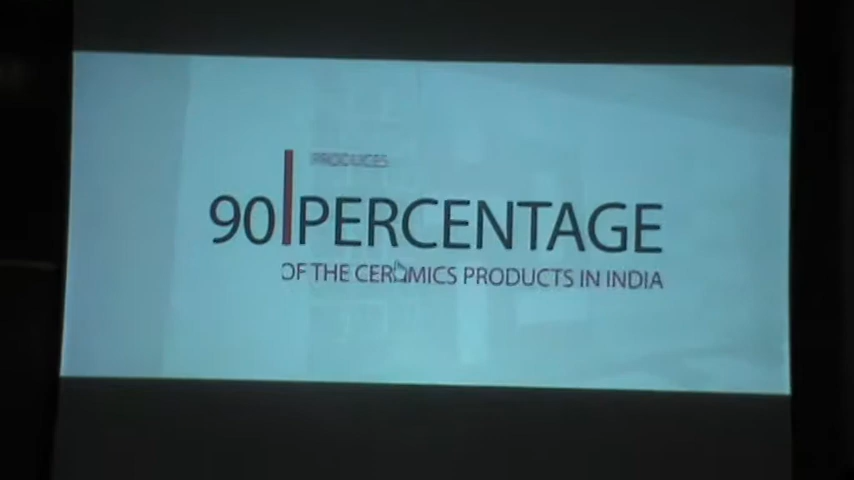 PRODUCES
90 PERCENTAGE
OF THE CERAMICS PRODUCTS IN INDIA